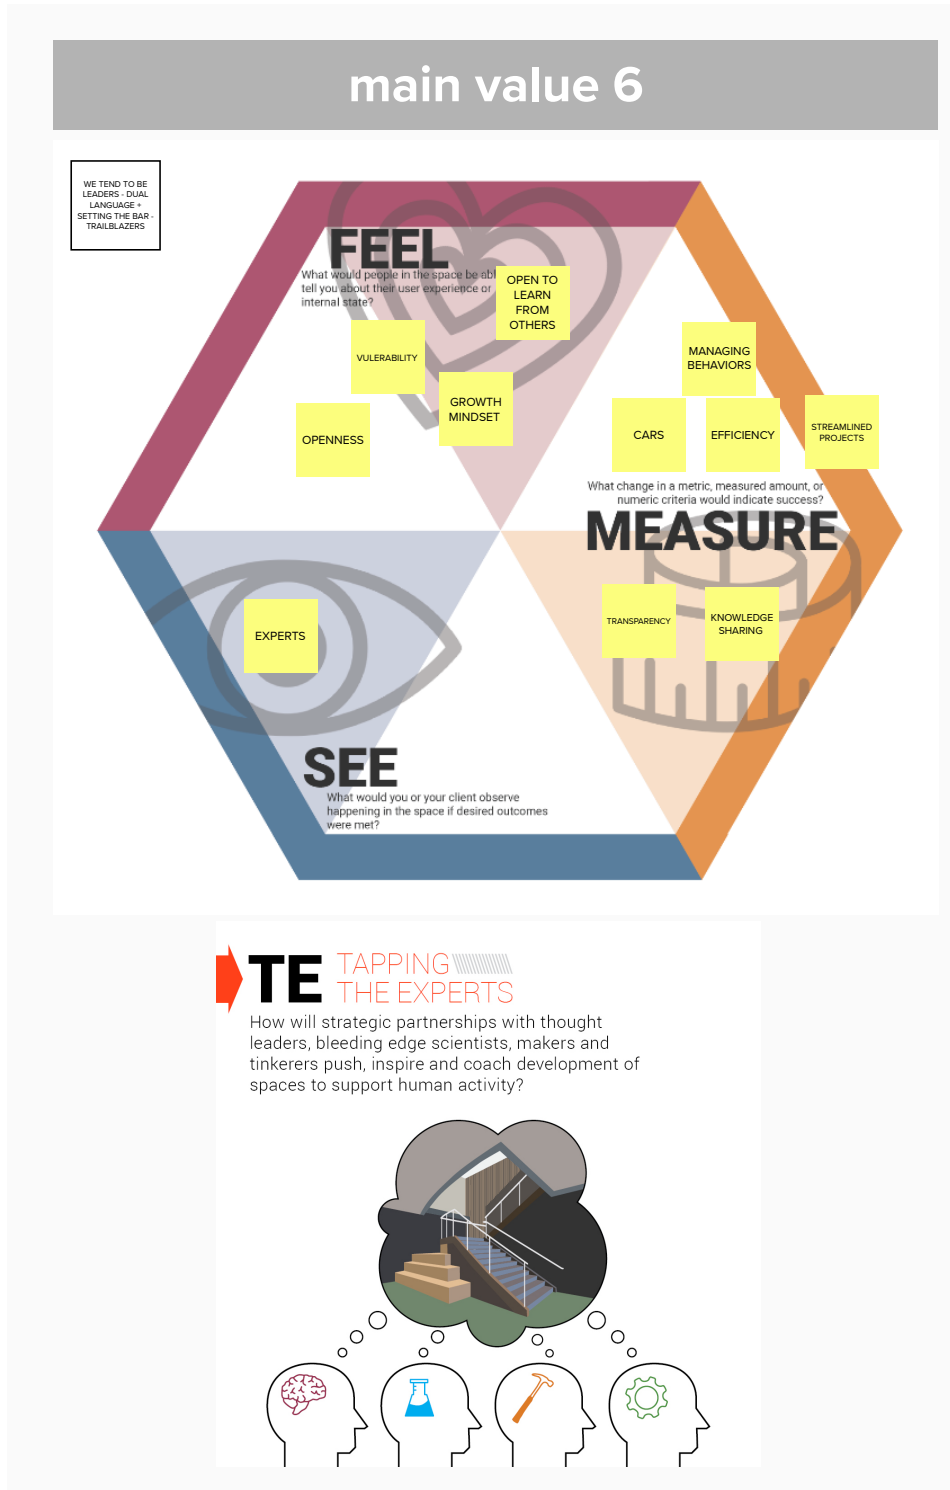 main value 6
WE TEND TO BE
LEADERS - DUAL
LANGUAGE +
SETTING THE BAR -
TRAILBLAZERS
FEEL
What would people in the space be abl
tell you about their user experience or
internal state?
OPEN TO
LEARN
FROM
OTHERS
VULERABILITY
GROWTH
MINDSET
OPENNESS
MANAGING
BEHAVIORS
CARS
EFFICIENCY
STREAMLINED
PROJECTS
What change in a metric, measured amount, or
numeric criteria would indicate success?
MEASURE
TRANSPARENCY
KNOWLEDGE
SHARING
EXPERTS
SEE
What would you or your client observe
happening in the space if desired outcomes
were met?
TE
TAPPING
THE EXPERTS
How will strategic partnerships with thought
leaders, bleeding edge scientists, makers and
tinkerers push, inspire and coach development of
spaces to support human activity?